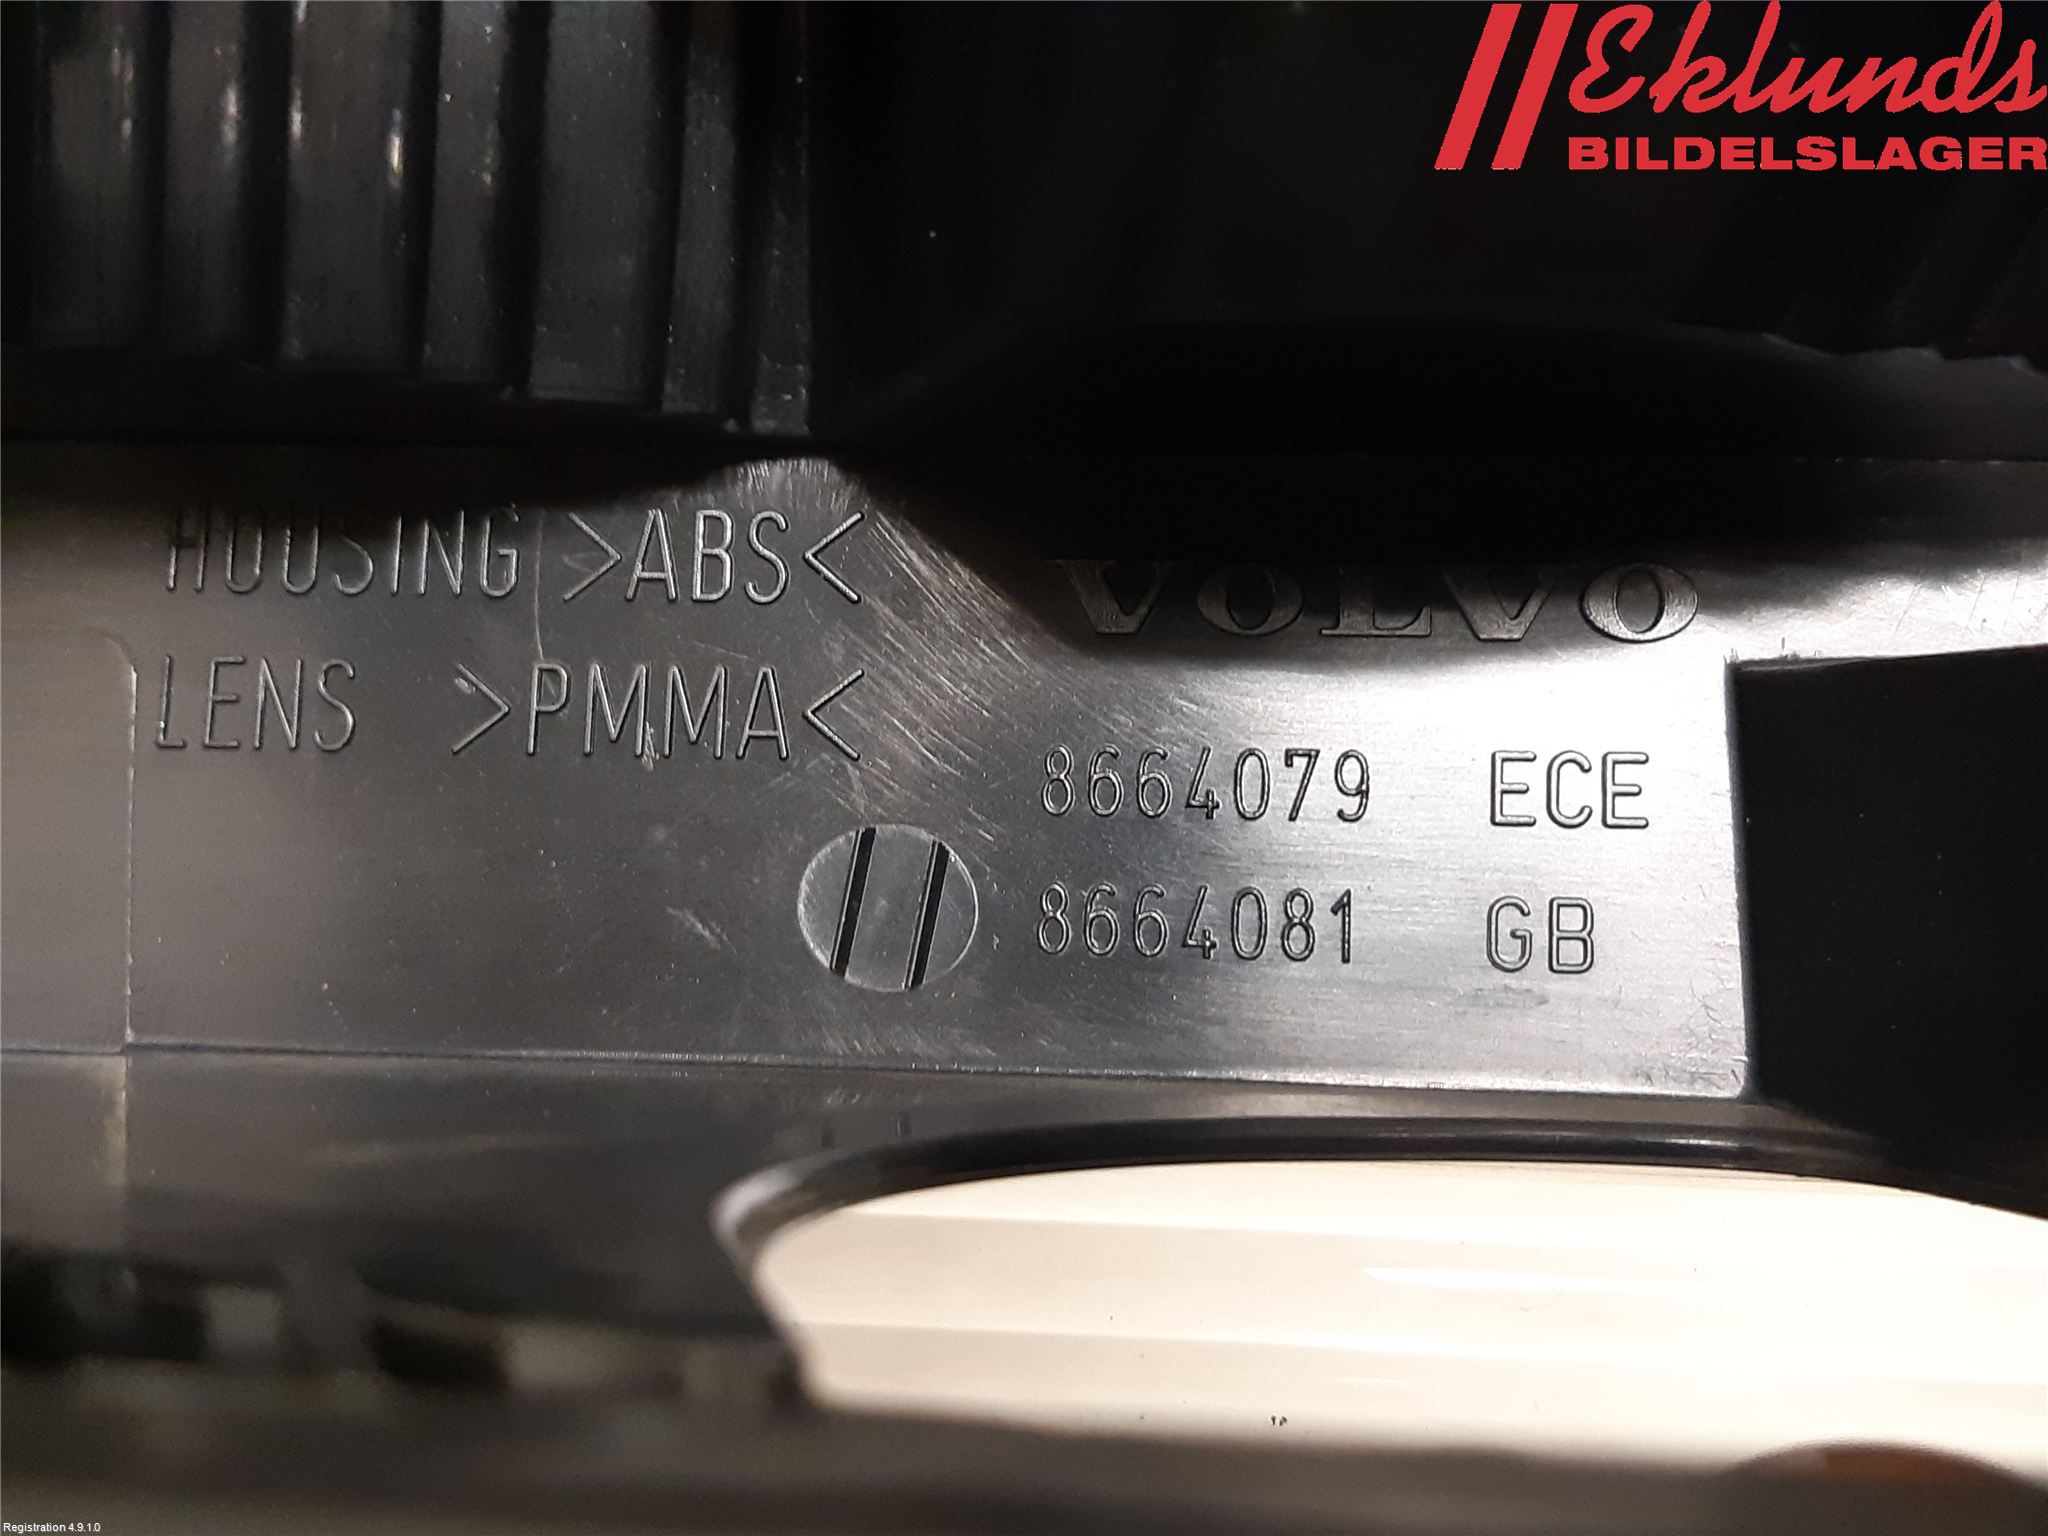 Eklunds
BILDELSLAGER
HOUSING >ABS<
LENS >PMMA<
VOLVO
8664079 ECE
8664081 GB
Registration 4.9.1.0